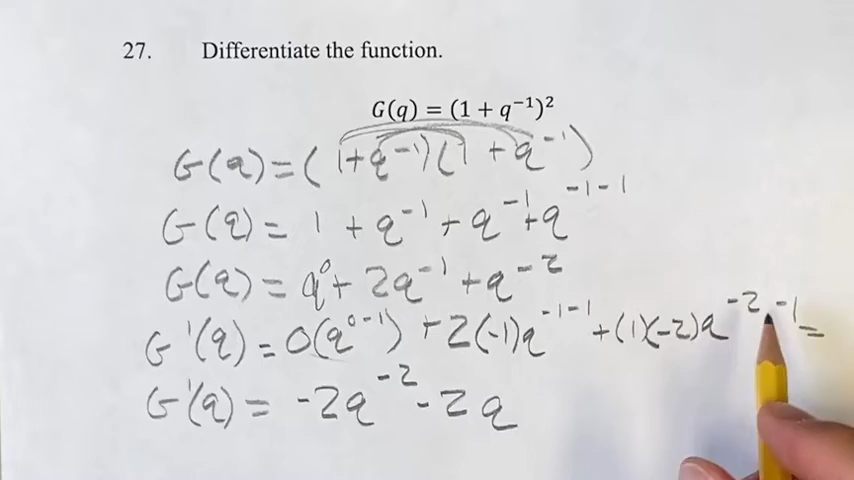 27. Differentiate the function.
G(q) = (1 + q⁻¹)²
G(q) = (1+q⁻¹)(1 + q⁻¹)
G(q) = 1 + q⁻¹ + q⁻¹ + q⁻¹⁻¹
G(q) = q⁰ + 2q⁻¹ + q⁻²
G'(q) = 0(q⁰⁻¹) + 2(-1)q⁻¹⁻¹ + (1)(-2)q⁻²⁻¹ =
G'(q) = -2q⁻² - 2q